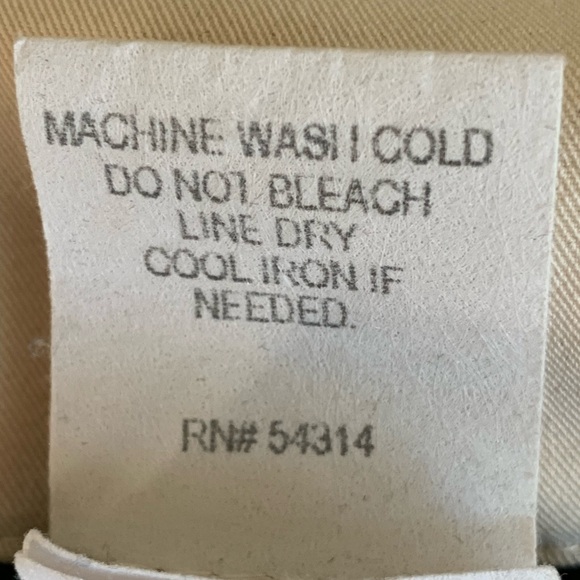 MACHINE WASH COLD
DO NOT BLEACH
LINE DRY
COOL IRON IF
NEEDED.
RN# 54314